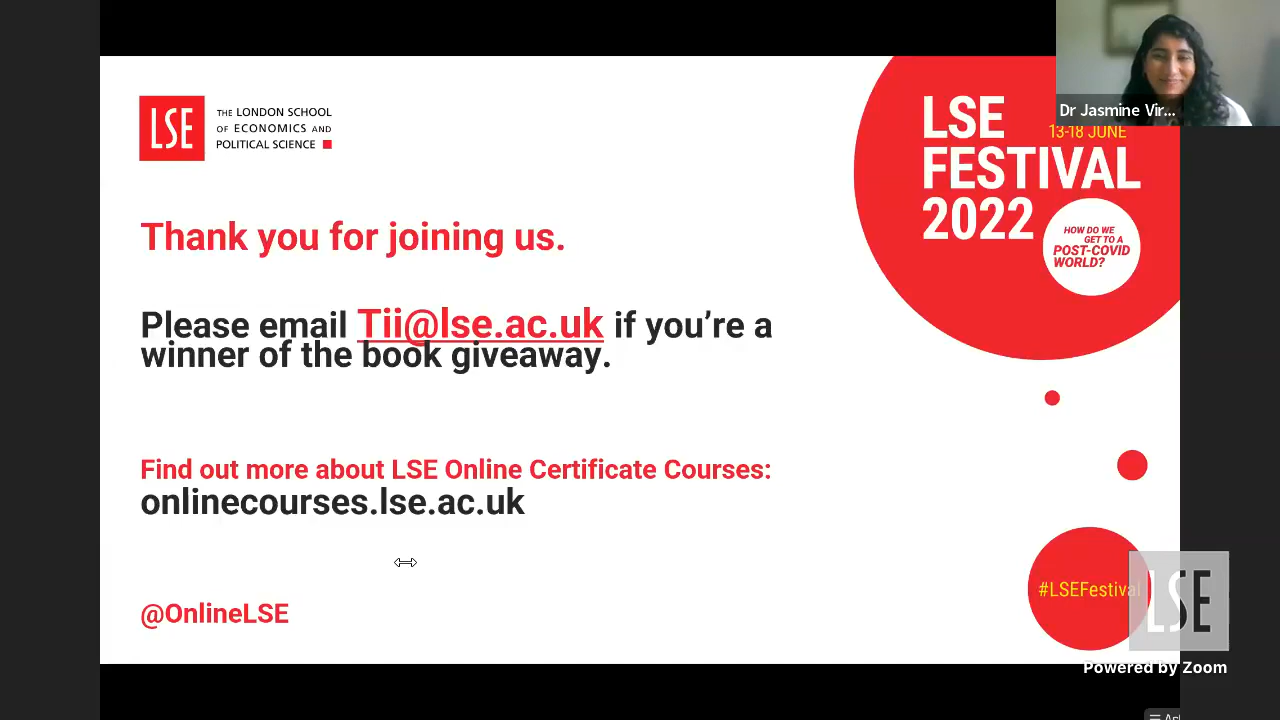 LSE
THE LONDON SCHOOL
OF ECONOMICS AND
POLITICAL SCIENCE
Dr Jasmine Vir...
LSE
13-18 JUNE
FESTIVAL
2022
HOW DO WE
GET TO A
POST-COVID
WORLD?
Thank you for joining us.
Please email Tii@lse.ac.uk if you’re a
winner of the book giveaway.
Find out more about LSE Online Certificate Courses:
onlinecourses.lse.ac.uk
@OnlineLSE
#LSEFestival
LSE
Powered by Zoom